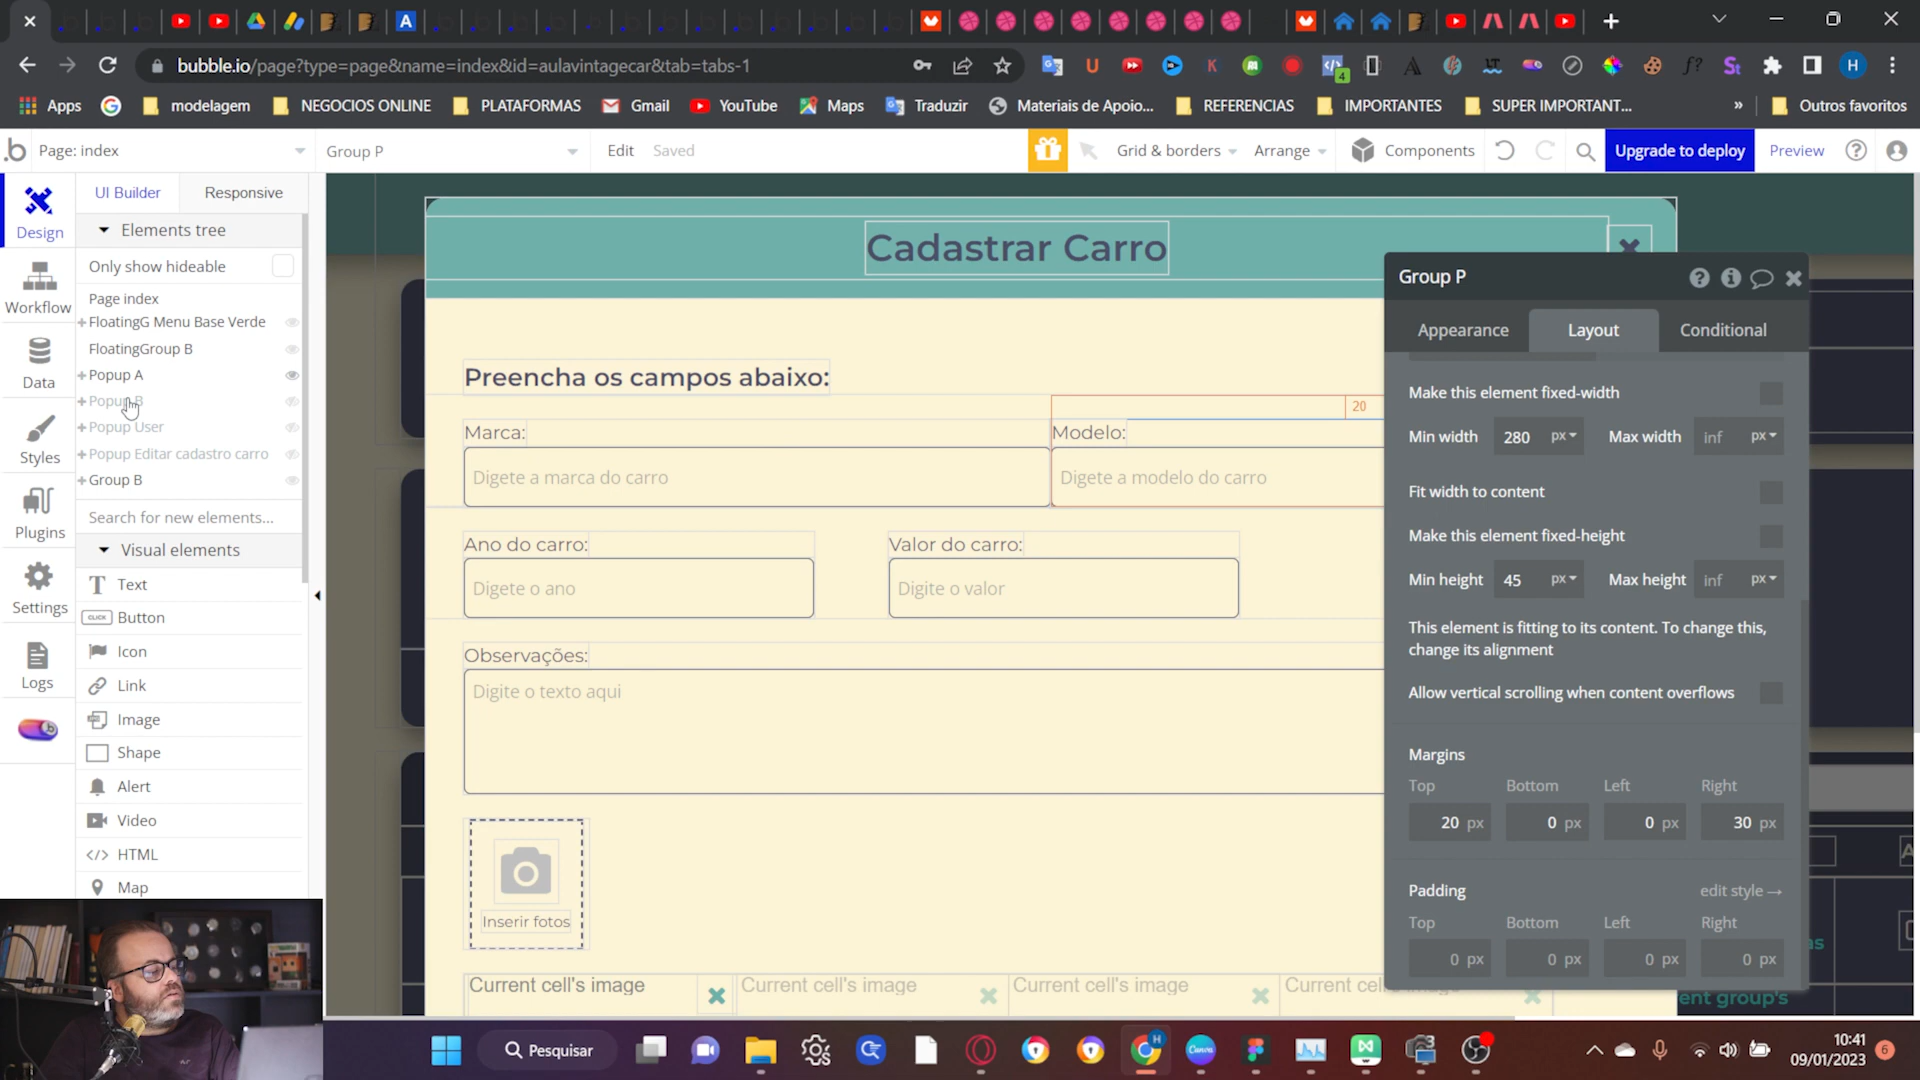 bubble.io/page?type=page&name=index&id=aulavintagecar&tab=tabs-1
Apps
modelagem
NEGOCIOS ONLINE
PLATAFORMAS
Gmail
YouTube
Maps
Traduzir
Materiais de Apoio...
REFERENCIAS
IMPORTANTES
SUPER IMPORTANT...
»
Outros favoritos
Page: index
Group P
Edit
Saved
Grid & borders
Arrange
Components
Upgrade to deploy
Preview
UI Builder
Responsive
Design
Workflow
Data
Styles
Plugins
Settings
Logs
Elements tree
Only show hideable
Page index
+ FloatingG Menu Base Verde
FloatingGroup B
+ Popup A
+ Popup B
+ Popup User
+ Popup Editar cadastro carro
+ Group B
Search for new elements...
Visual elements
Text
CLICK Button
Icon
Link
Image
Shape
Alert
Video
</> HTML
Map
Cadastrar Carro
Preencha os campos abaixo:
20
Marca:
Modelo:
Digete a marca do carro
Digete a modelo do carro
Ano do carro:
Valor do carro:
Digete o ano
Digite o valor
Observações:
Digite o texto aqui
Inserir fotos
Current cell's image
Current cell's image
Current cell's image
Group P
Appearance
Layout
Conditional
Make this element fixed-width
Min width 280 px
Max width inf px
Fit width to content
Make this element fixed-height
Min height 45 px
Max height inf px
This element is fitting to its content. To change this,
change its alignment
Allow vertical scrolling when content overflows
Margins
Top Bottom Left Right
20 px 0 px 0 px 30 px
Padding
edit style →
Top Bottom Left Right
0 px 0 px 0 px 0 px
ent group's
Pesquisar
10:41
09/01/2023
6